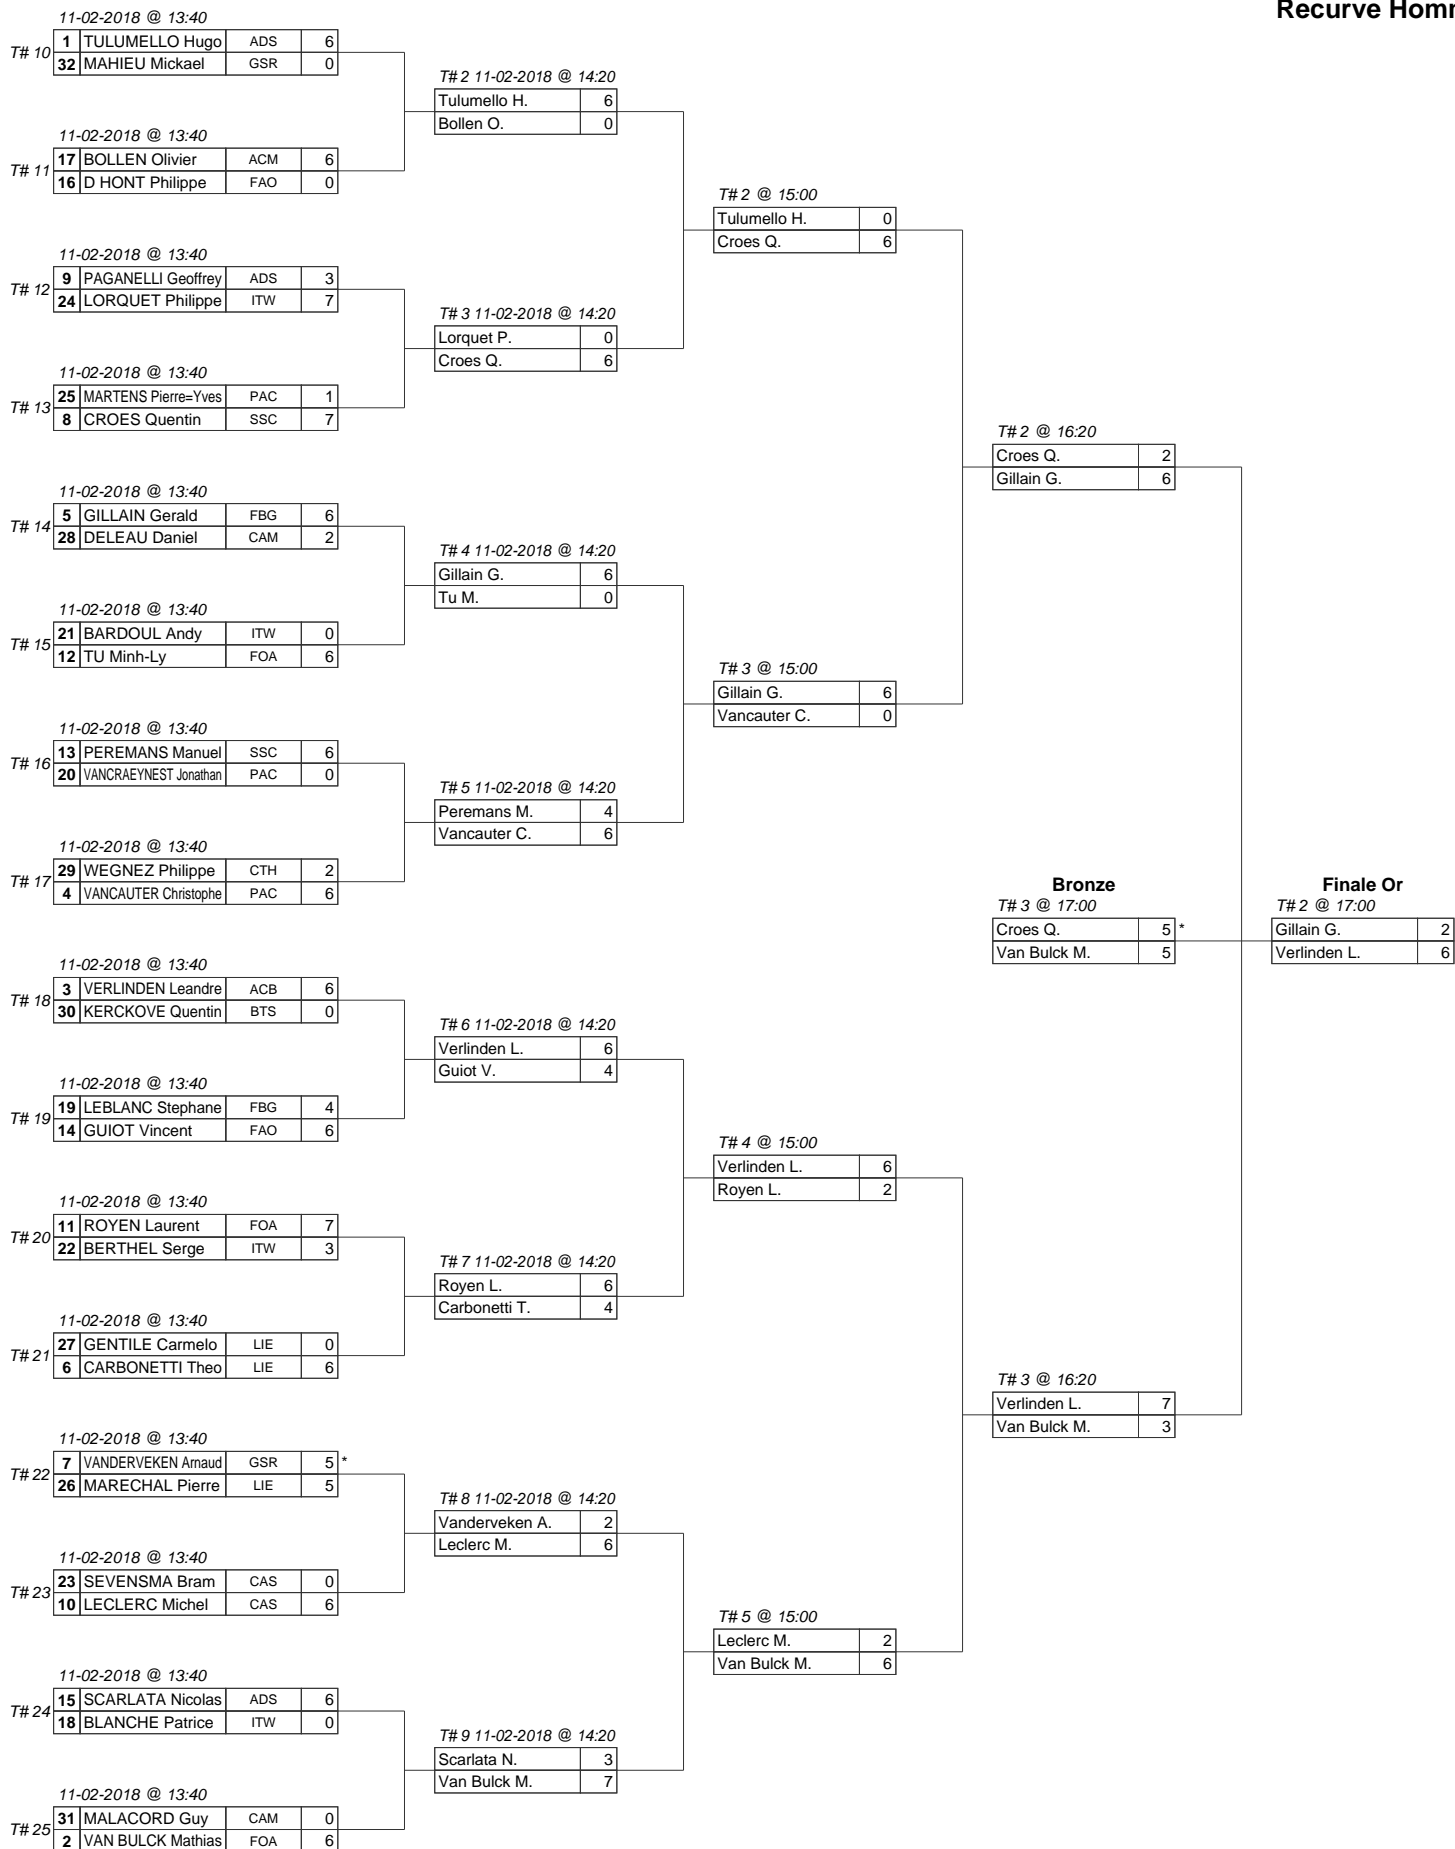 Recurve Hom
11-02-2018 @ 13:40
T# 10
1 TULUMELLO Hugo ADS 6
32 MAHIEU Mickael GSR 0
11-02-2018 @ 13:40
T# 11
17 BOLLEN Olivier ACM 6
16 D HONT Philippe FAO 0
11-02-2018 @ 13:40
T# 12
9 PAGANELLI Geoffrey ADS 3
24 LORQUET Philippe ITW 7
11-02-2018 @ 13:40
T# 13
25 MARTENS Pierre=Yves PAC 1
8 CROES Quentin SSC 7
11-02-2018 @ 13:40
T# 14
5 GILLAIN Gerald FBG 6
28 DELEAU Daniel CAM 2
11-02-2018 @ 13:40
T# 15
21 BARDOUL Andy ITW 0
12 TU Minh-Ly FOA 6
11-02-2018 @ 13:40
T# 16
13 PEREMANS Manuel SSC 6
20 VANCRAEYNEST Jonathan PAC 0
11-02-2018 @ 13:40
T# 17
29 WEGNEZ Philippe CTH 2
4 VANCAUTER Christophe PAC 6
11-02-2018 @ 13:40
T# 18
3 VERLINDEN Leandre ACB 6
30 KERCKOVE Quentin BTS 0
11-02-2018 @ 13:40
T# 19
19 LEBLANC Stephane FBG 4
14 GUIOT Vincent FAO 6
11-02-2018 @ 13:40
T# 20
11 ROYEN Laurent FOA 7
22 BERTHEL Serge ITW 3
11-02-2018 @ 13:40
T# 21
27 GENTILE Carmelo LIE 0
6 CARBONETTI Theo LIE 6
11-02-2018 @ 13:40
T# 22
7 VANDERVEKEN Arnaud GSR 5 *
26 MARECHAL Pierre LIE 5
11-02-2018 @ 13:40
T# 23
23 SEVENSMA Bram CAS 0
10 LECLERC Michel CAS 6
11-02-2018 @ 13:40
T# 24
15 SCARLATA Nicolas ADS 6
18 BLANCHE Patrice ITW 0
11-02-2018 @ 13:40
T# 25
31 MALACORD Guy CAM 0
2 VAN BULCK Mathias FOA 6
T# 2 11-02-2018 @ 14:20
Tulumello H. 6
Bollen O. 0
T# 3 11-02-2018 @ 14:20
Lorquet P. 0
Croes Q. 6
T# 4 11-02-2018 @ 14:20
Gillain G. 6
Tu M. 0
T# 5 11-02-2018 @ 14:20
Peremans M. 4
Vancauter C. 6
T# 6 11-02-2018 @ 14:20
Verlinden L. 6
Guiot V. 4
T# 7 11-02-2018 @ 14:20
Royen L. 6
Carbonetti T. 4
T# 8 11-02-2018 @ 14:20
Vanderveken A. 2
Leclerc M. 6
T# 9 11-02-2018 @ 14:20
Scarlata N. 3
Van Bulck M. 7
T# 2 @ 15:00
Tulumello H. 0
Croes Q. 6
T# 3 @ 15:00
Gillain G. 6
Vancauter C. 0
T# 4 @ 15:00
Verlinden L. 6
Royen L. 2
T# 5 @ 15:00
Leclerc M. 2
Van Bulck M. 6
T# 2 @ 16:20
Croes Q. 2
Gillain G. 6
Bronze
T# 3 @ 17:00
Croes Q. 5 *
Van Bulck M. 5
T# 3 @ 16:20
Verlinden L. 7
Van Bulck M. 3
Finale Or
T# 2 @ 17:00
Gillain G. 2
Verlinden L. 6